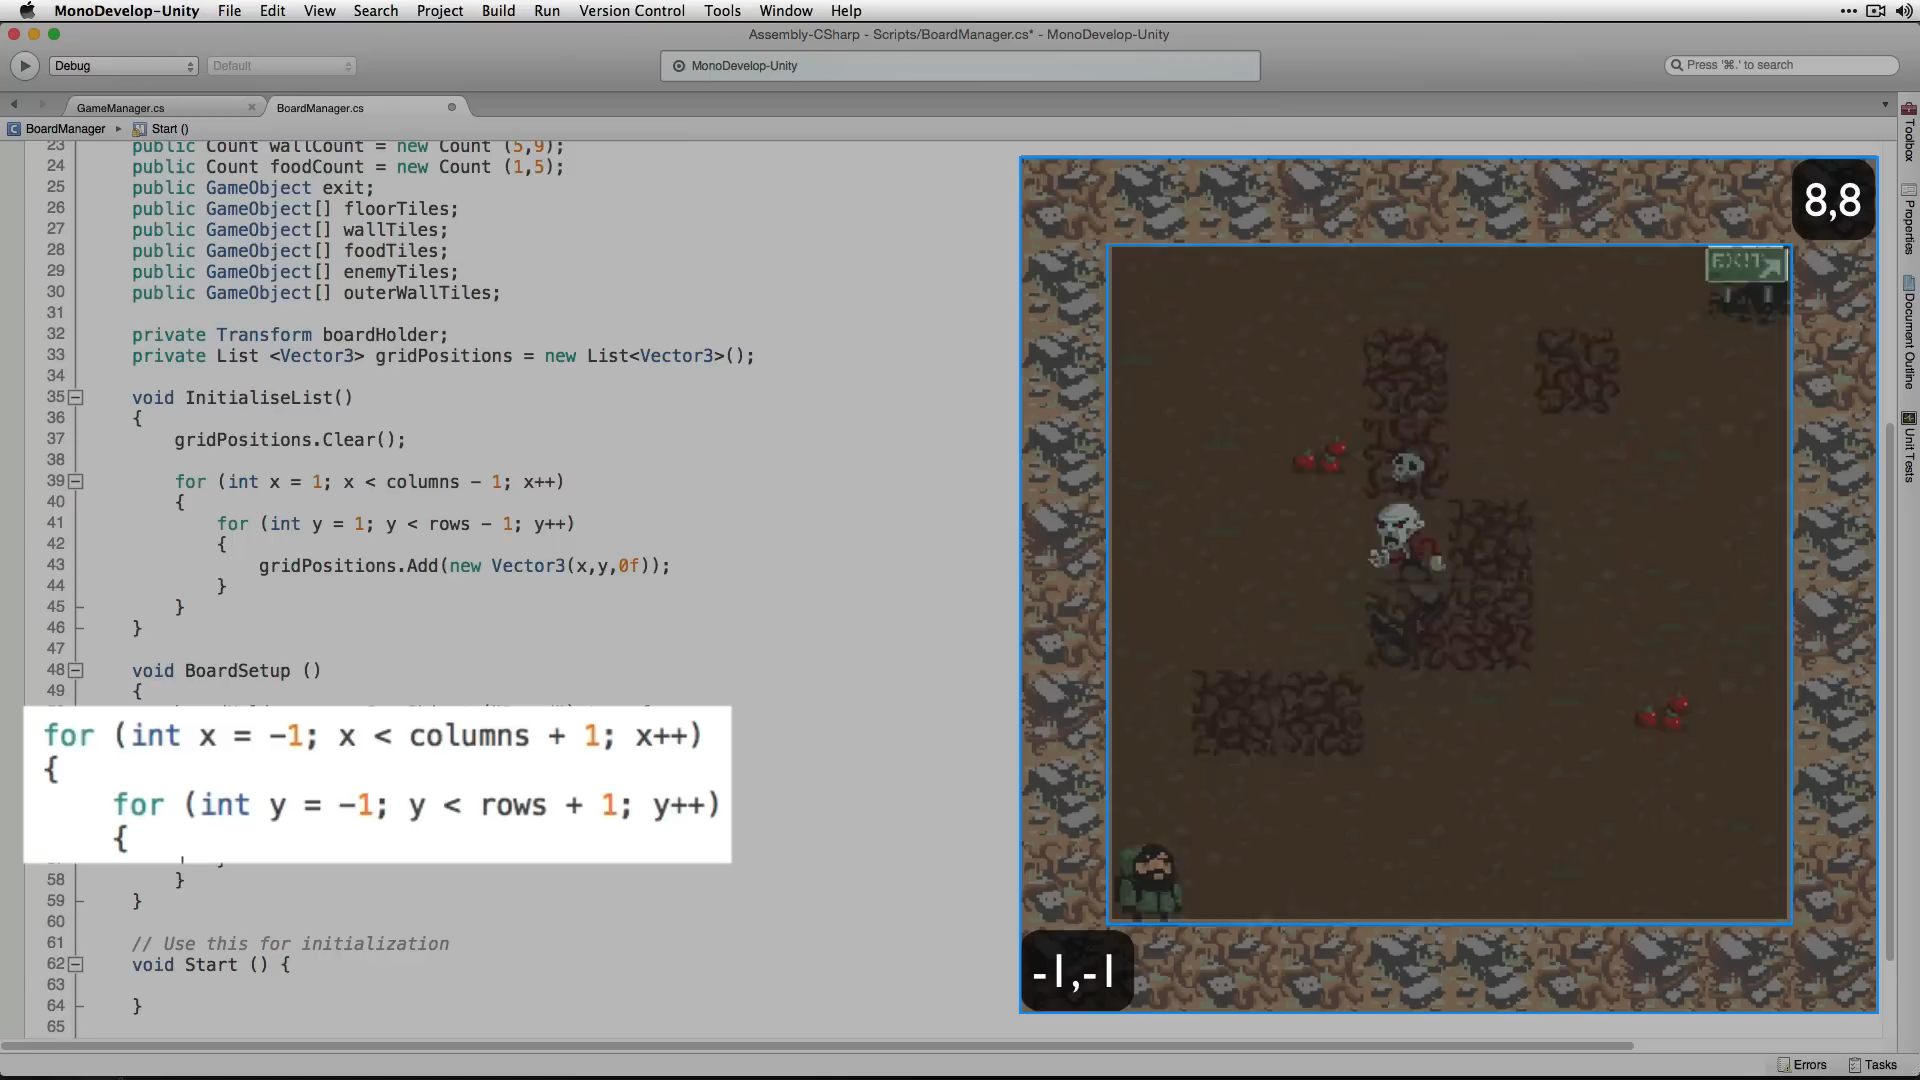 MonoDevelop-Unity File Edit View Search Project Build Run Version Control Tools Window Help
Assembly-CSharp - Scripts/BoardManager.cs* - MonoDevelop-Unity
Debug Default MonoDevelop-Unity Press '⌘.' to search
GameManager.cs BoardManager.cs
BoardManager Start ()
23 public Count wallCount = new Count (5,9);
24 public Count foodCount = new Count (1,5);
25 public GameObject exit;
26 public GameObject[] floorTiles;
27 public GameObject[] wallTiles;
28 public GameObject[] foodTiles;
29 public GameObject[] enemyTiles;
30 public GameObject[] outerWallTiles;
31
32 private Transform boardHolder;
33 private List <Vector3> gridPositions = new List<Vector3>();
34
35 void InitialiseList()
36 {
37 gridPositions.Clear();
38
39 for (int x = 1; x < columns - 1; x++)
40 {
41 for (int y = 1; y < rows - 1; y++)
42 {
43 gridPositions.Add(new Vector3(x,y,0f));
44 }
45 }
46 }
47
48 void BoardSetup ()
49 {
for (int x = -1; x < columns + 1; x++)
{
for (int y = -1; y < rows + 1; y++)
{
58 }
59 }
60
61 // Use this for initialization
62 void Start () {
63
64 }
65
8,8
EXIT
-1,-1
Toolbox
Properties
Document Outline
Unit Tests
Errors Tasks